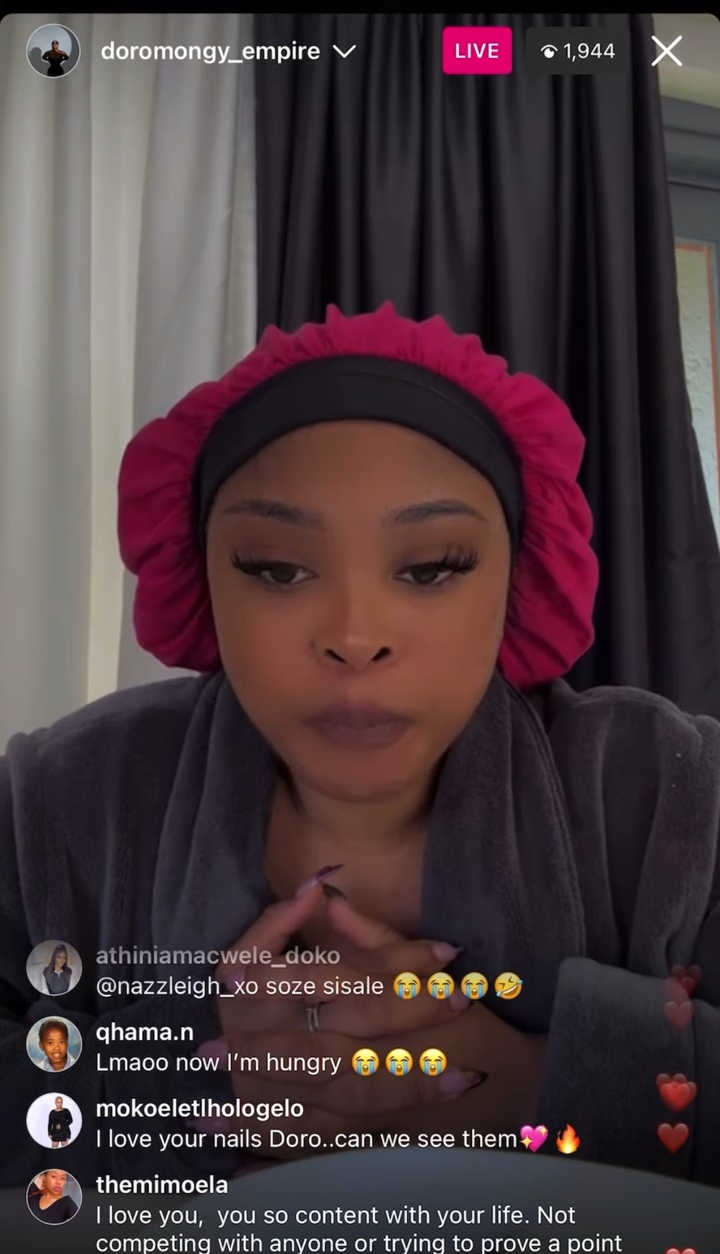 doromongy_empire
LIVE
1,944
athiniamacwele_doko
@nazzleigh_xo soze sisale 😭😭😭🤣
qhama.n
Lmaoo now I’m hungry 😭😭😭
mokoeletlhologelo
I love your nails Doro..can we see them💖🔥
themimoela
I love you,  you so content with your life. Not
competing with anyone or trying to prove a point